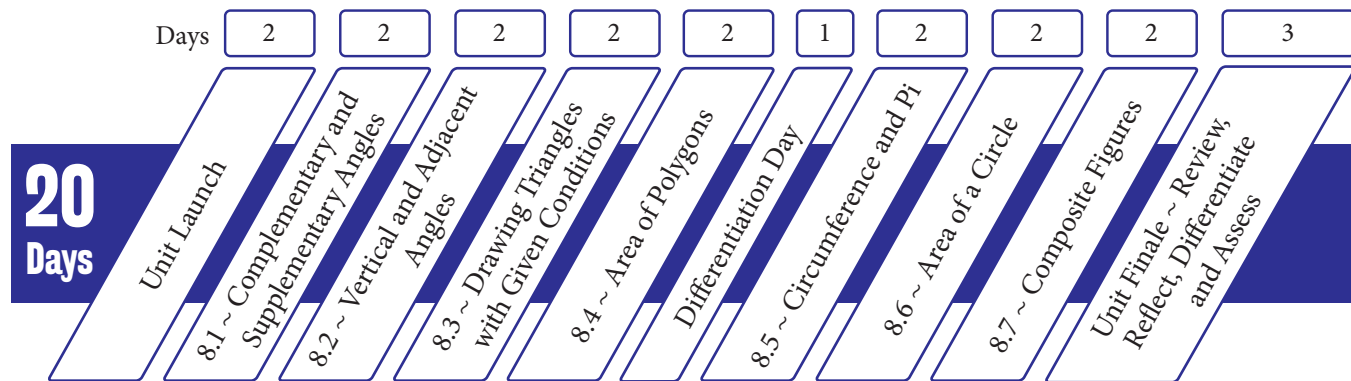 Days 2 2 2 2 2 1 2 2 2 3
20
Days
Unit Launch
8.1 ~ Complementary and
Supplementary Angles
8.2 ~ Vertical and Adjacent
Angles
8.3 ~ Drawing Triangles
with Given Conditions
8.4 ~ Area of Polygons
Differentiation Day
8.5 ~ Circumference and Pi
8.6 ~ Area of a Circle
8.7 ~ Composite Figures
Unit Finale ~ Review,
Reflect, Differentiate
and Assess